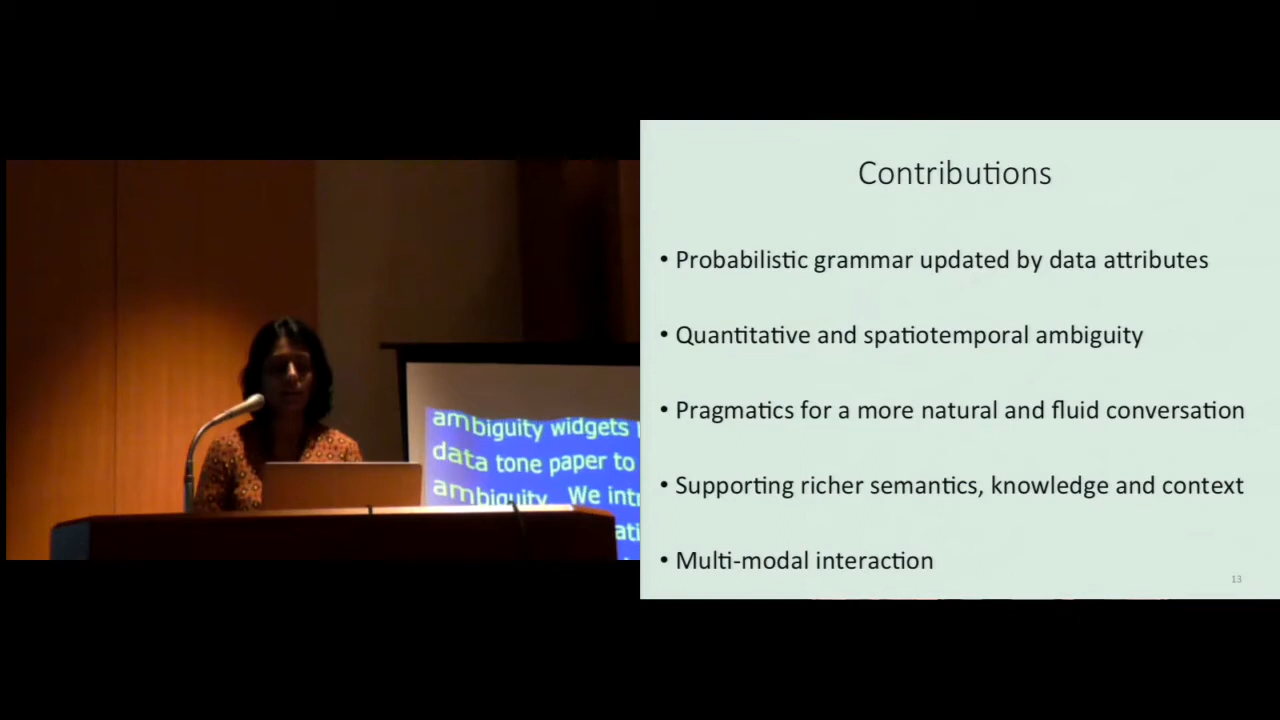 ambiguity widgets
data tone paper to
ambiguity. We
Contributions
• Probabilistic grammar updated by data attributes
• Quantitative and spatiotemporal ambiguity
• Pragmatics for a more natural and fluid conversation
• Supporting richer semantics, knowledge and context
• Multi-modal interaction
13